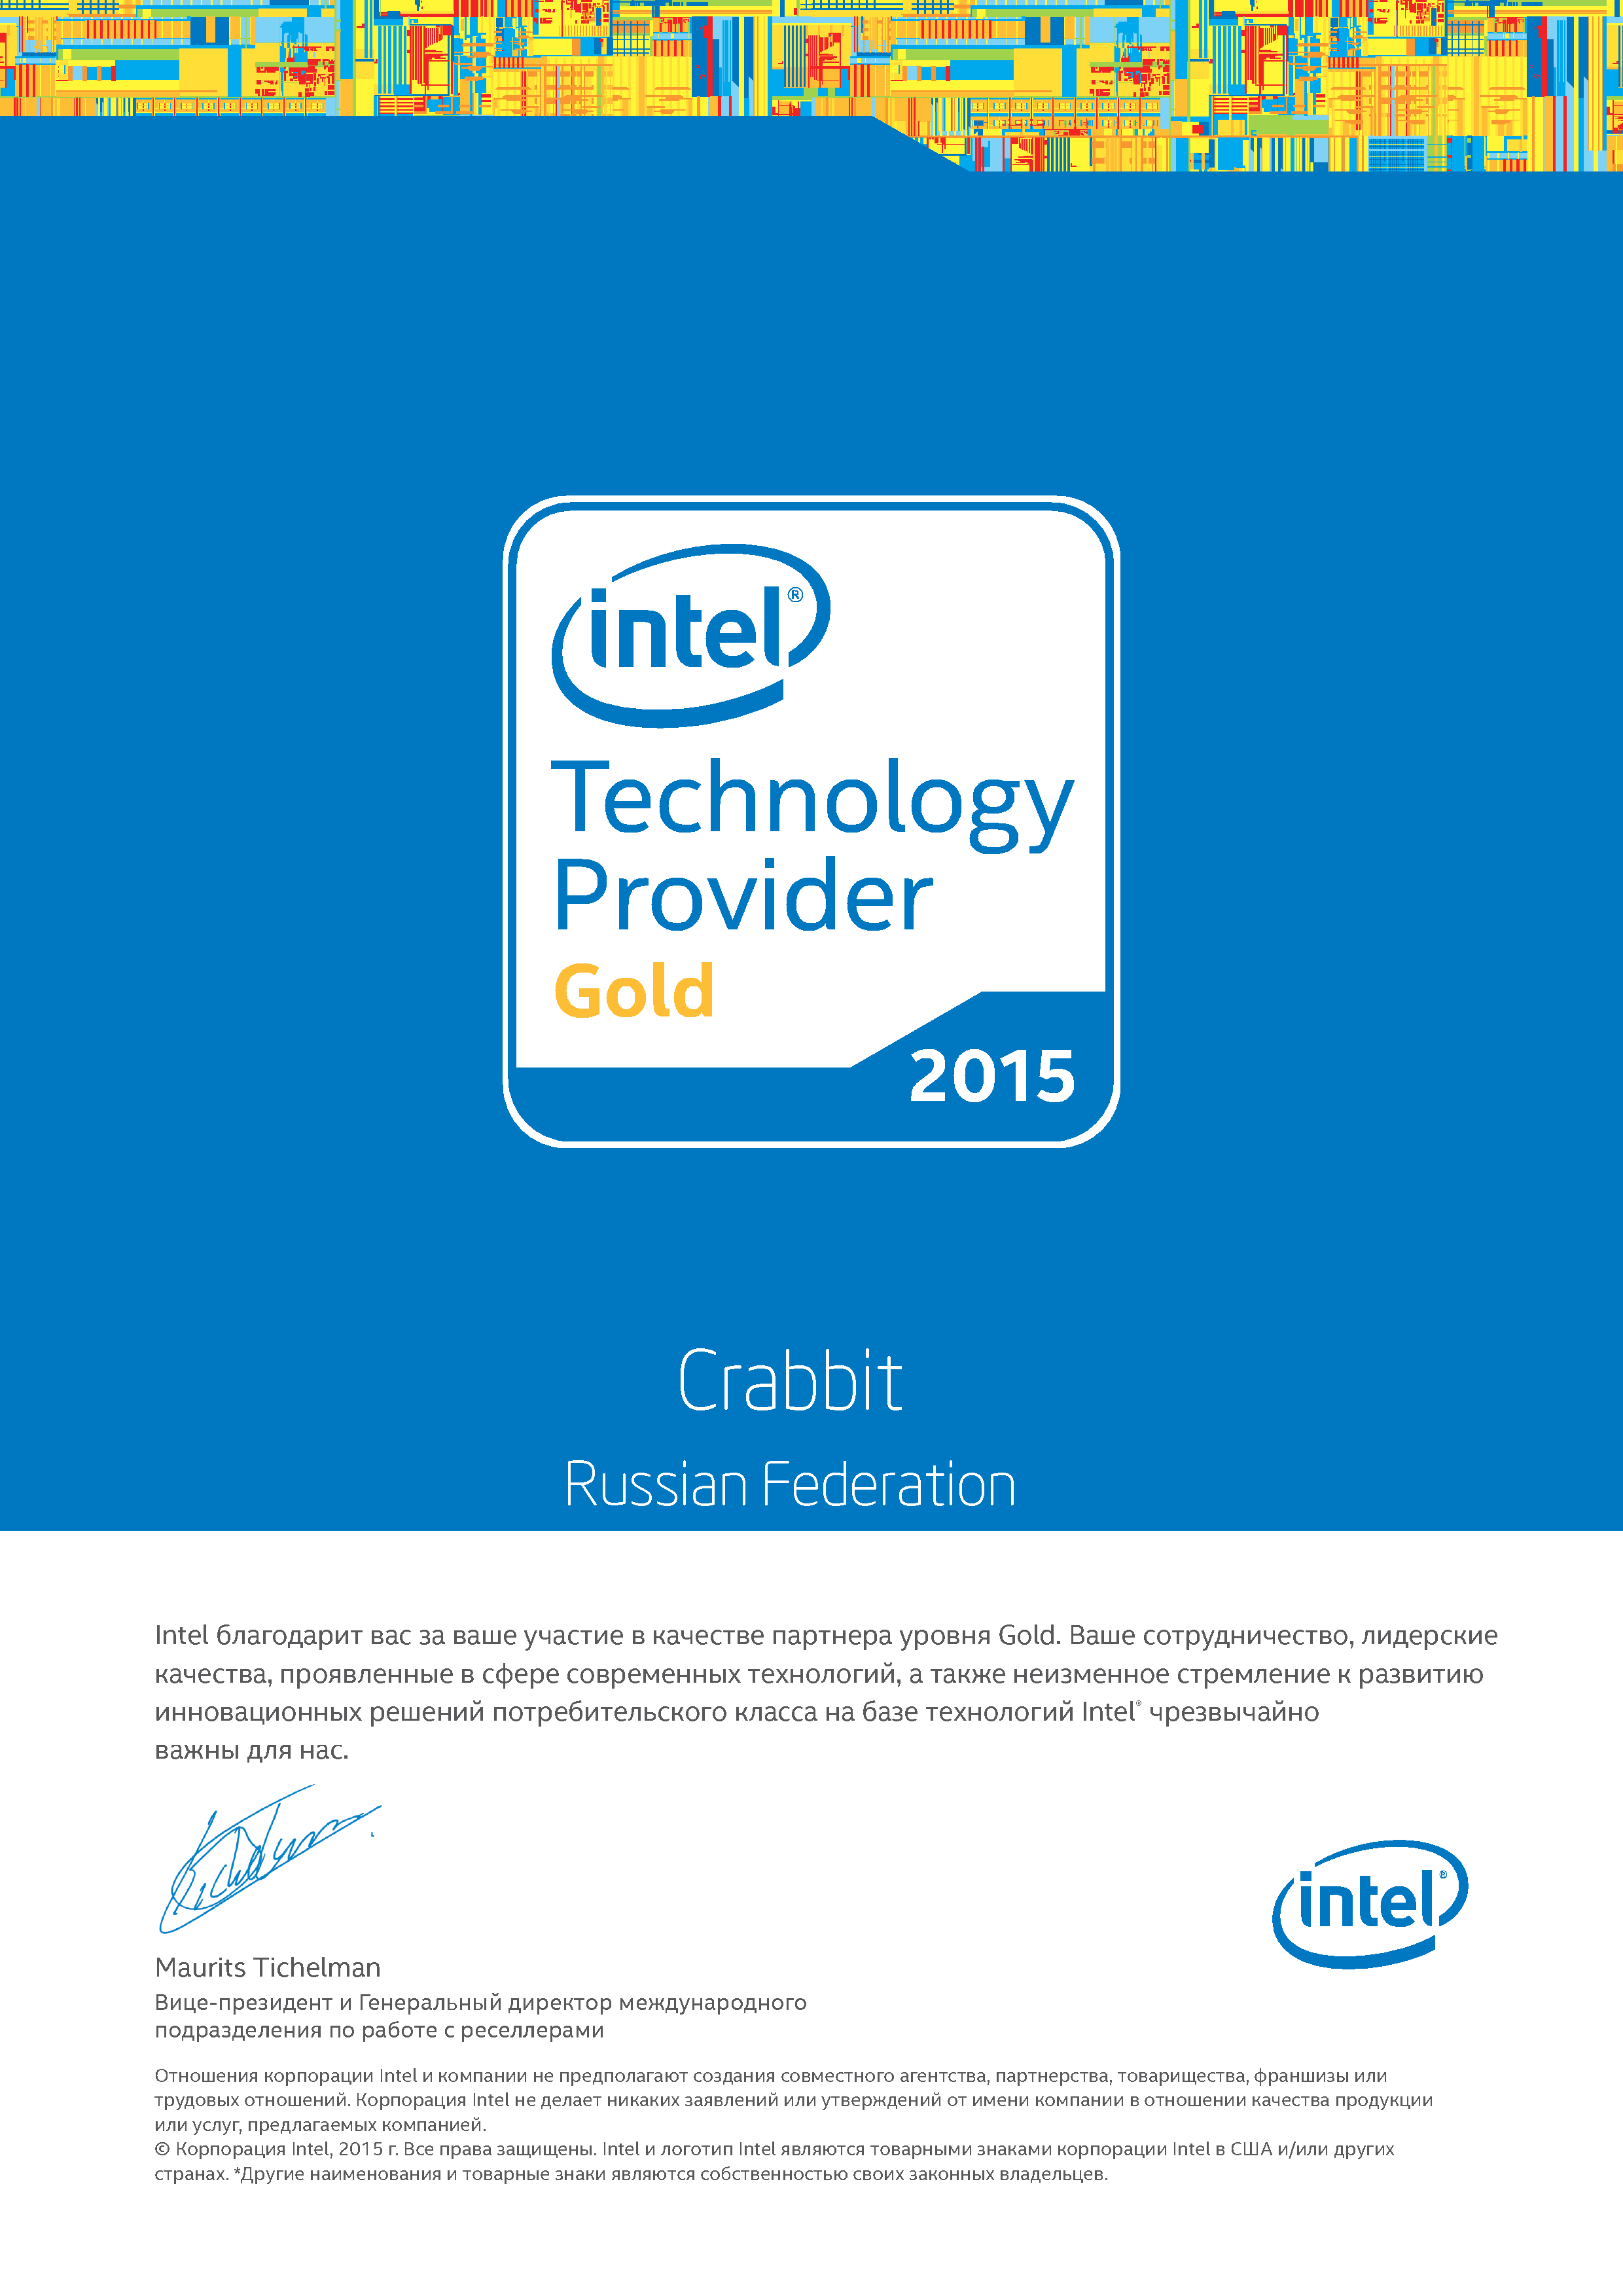 intel®
Technology
Provider
Gold
2015
Crabbit
Russian Federation
Intel благодарит вас за ваше участие в качестве партнера уровня Gold. Ваше сотрудничество, лидерские
качества, проявленные в сфере современных технологий, а также неизменное стремление к развитию
инновационных решений потребительского класса на базе технологий Intel® чрезвычайно
важны для нас.
intel®
Maurits Tichelman
Вице-президент и Генеральный директор международного
подразделения по работе с реселлерами
Отношения корпорации Intel и компании не предполагают создания совместного агентства, партнерства, товарищества, франшизы или
трудовых отношений. Корпорация Intel не делает никаких заявлений или утверждений от имени компании в отношении качества продукции
или услуг, предлагаемых компанией.
© Корпорация Intel, 2015 г. Все права защищены. Intel и логотип Intel являются товарными знаками корпорации Intel в США и/или других
странах. *Другие наименования и товарные знаки являются собственностью своих законных владельцев.